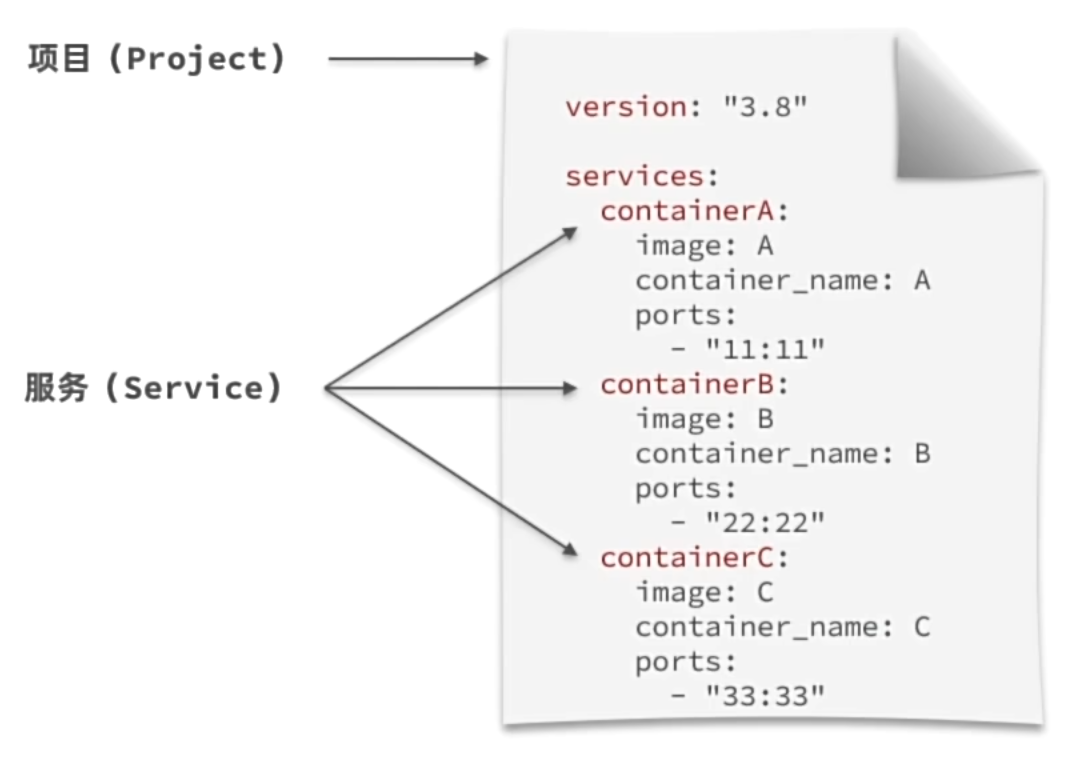 项目 (Project)
version: "3.8"
services:
  containerA:
    image: A
    container_name: A
    ports:
      - "11:11"
服务 (Service)
  containerB:
    image: B
    container_name: B
    ports:
      - "22:22"
  containerC:
    image: C
    container_name: C
    ports:
      - "33:33"